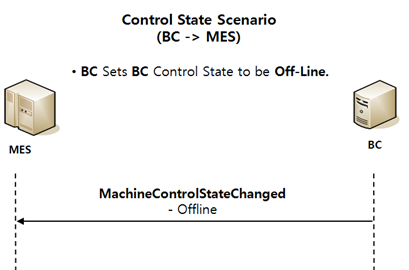 Control State Scenario
(BC -> MES)
• BC Sets BC Control State to be Off-Line.
MES
BC
MachineControlStateChanged
- Offline